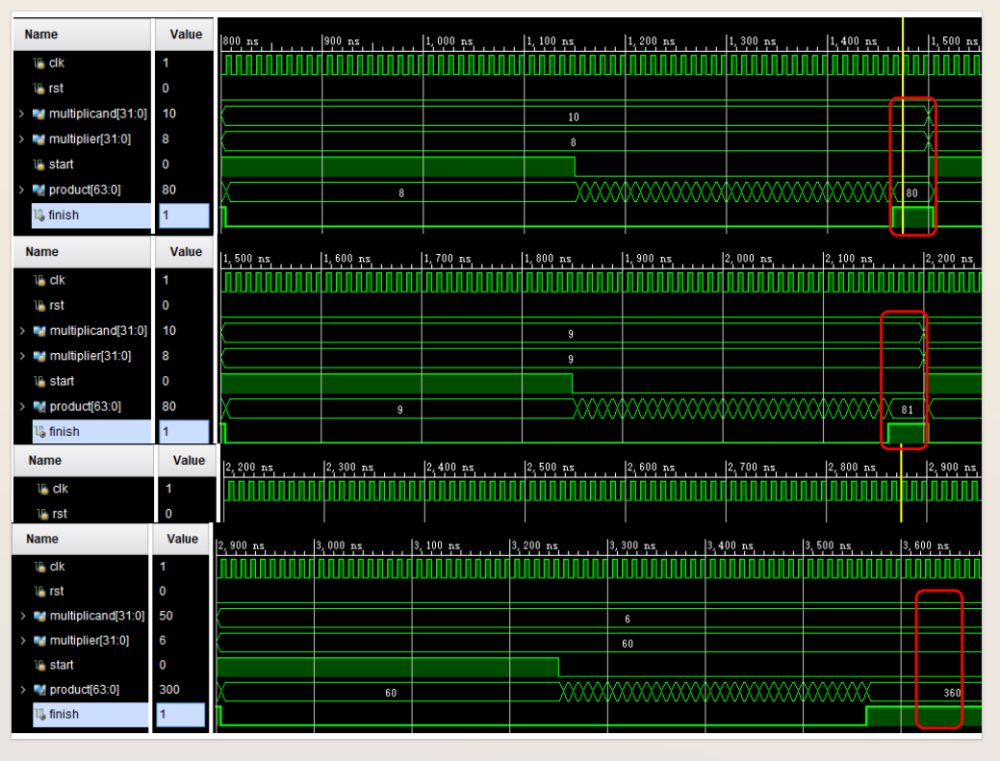 Name Value
800 ns 900 ns 1,000 ns 1,100 ns 1,200 ns 1,300 ns 1,400 ns 1,500 ns
clk 1
rst 0
multiplicand[31:0] 10 10
multiplier[31:0] 8 8
start 0
product[63:0] 80 8 80
finish 1
Name Value
1,500 ns 1,600 ns 1,700 ns 1,800 ns 1,900 ns 2,000 ns 2,100 ns 2,200 ns
clk 1
rst 0
multiplicand[31:0] 10 9
multiplier[31:0] 8 9
start 0
product[63:0] 80 9 81
finish 1
Name Value
2,200 ns 2,300 ns 2,400 ns 2,500 ns 2,600 ns 2,700 ns 2,800 ns 2,900 ns
clk 1
rst 0
Name Value
2,900 ns 3,000 ns 3,100 ns 3,200 ns 3,300 ns 3,400 ns 3,500 ns 3,600 ns
clk 1
rst 0
multiplicand[31:0] 50 6
multiplier[31:0] 6 60
start 0
product[63:0] 300 60 360
finish 1